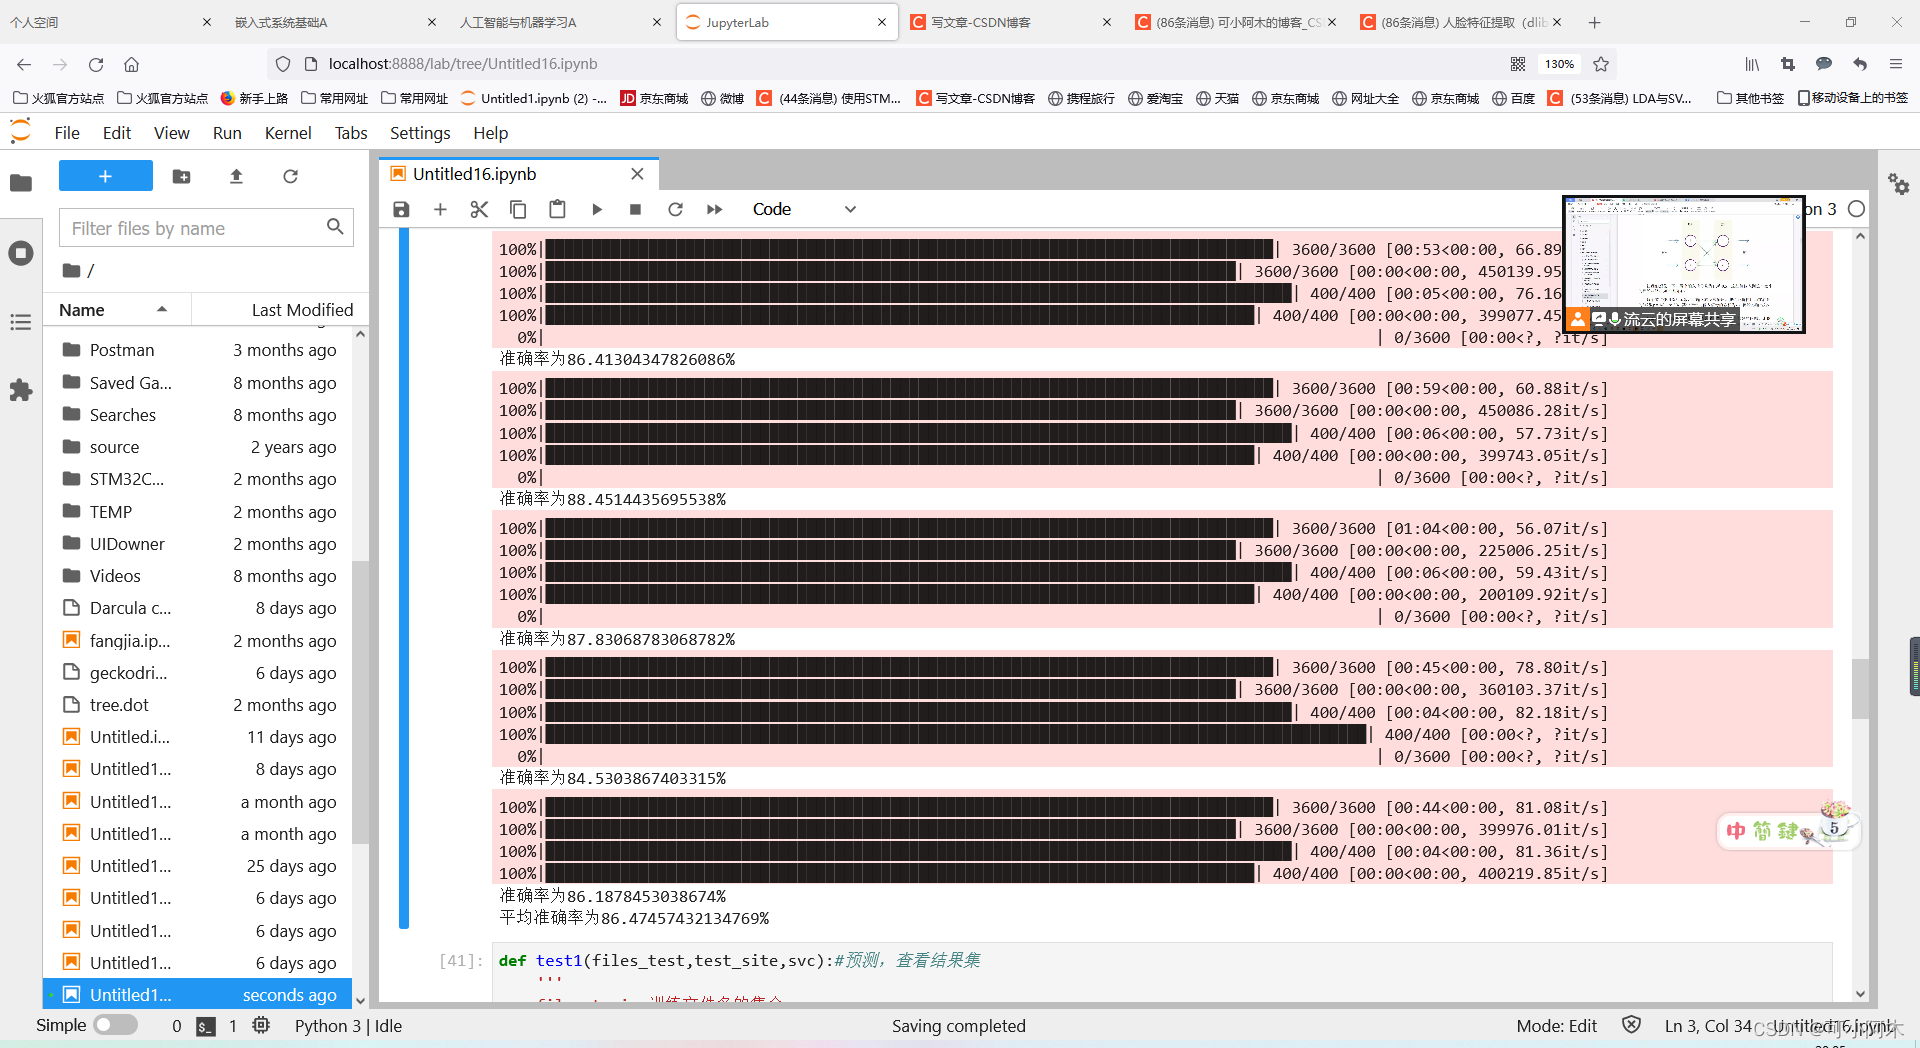 个人空间
嵌入式系统基础A
人工智能与机器学习A
JupyterLab
写文章-CSDN博客
(86条消息) 可小阿木的博客_CS
(86条消息) 人脸特征提取（dlib
localhost:8888/lab/tree/Untitled16.ipynb
130%
火狐官方站点
火狐官方站点
新手上路
常用网址
常用网址
Untitled1.ipynb (2) -...
JD 京东商城
微博
(44条消息) 使用STM...
写文章-CSDN博客
携程旅行
爱淘宝
天猫
京东商城
网址大全
京东商城
百度
(53条消息) LDA与SV...
其他书签
移动设备上的书签
File Edit View Run Kernel Tabs Settings Help
Filter files by name
/
Name Last Modified
Postman 3 months ago
Saved Ga... 8 months ago
Searches 8 months ago
source 2 years ago
STM32C... 2 months ago
TEMP 2 months ago
UIDowner 2 months ago
Videos 8 months ago
Darcula c... 8 days ago
fangjia.ip... 2 months ago
geckodri... 6 days ago
tree.dot 2 months ago
Untitled.i... 11 days ago
Untitled1... 8 days ago
Untitled1... a month ago
Untitled1... a month ago
Untitled1... 25 days ago
Untitled1... 6 days ago
Untitled1... 6 days ago
Untitled1... 6 days ago
Untitled1... seconds ago
Untitled16.ipynb
Code
on 3
流云的屏幕共享
100%| | 3600/3600 [00:53<00:00, 66.89
100%| | 3600/3600 [00:00<00:00, 450139.95
100%| | 400/400 [00:05<00:00, 76.16
100%| | 400/400 [00:00<00:00, 399077.45
0%| | 0/3600 [00:00<?, ?it/s]
准确率为86.41304347826086%
100%| | 3600/3600 [00:59<00:00, 60.88it/s]
100%| | 3600/3600 [00:00<00:00, 450086.28it/s]
100%| | 400/400 [00:06<00:00, 57.73it/s]
100%| | 400/400 [00:00<00:00, 399743.05it/s]
0%| | 0/3600 [00:00<?, ?it/s]
准确率为88.4514435695538%
100%| | 3600/3600 [01:04<00:00, 56.07it/s]
100%| | 3600/3600 [00:00<00:00, 225006.25it/s]
100%| | 400/400 [00:06<00:00, 59.43it/s]
100%| | 400/400 [00:00<00:00, 200109.92it/s]
0%| | 0/3600 [00:00<?, ?it/s]
准确率为87.83068783068782%
100%| | 3600/3600 [00:45<00:00, 78.80it/s]
100%| | 3600/3600 [00:00<00:00, 360103.37it/s]
100%| | 400/400 [00:04<00:00, 82.18it/s]
100%| | 400/400 [00:00<?, ?it/s]
0%| | 0/3600 [00:00<?, ?it/s]
准确率为84.5303867403315%
100%| | 3600/3600 [00:44<00:00, 81.08it/s]
100%| | 3600/3600 [00:00<00:00, 399976.01it/s]
100%| | 400/400 [00:04<00:00, 81.36it/s]
100%| | 400/400 [00:00<00:00, 400219.85it/s]
准确率为86.1878453038674%
平均准确率为86.47457432134769%
中 簡 鍵 5
[41]: def test1(files_test,test_site,svc):#预测，查看结果集
'''
Simple 0 1 Python 3 | Idle
Saving completed
Mode: Edit
Ln 3, Col 34
Untitled16.ipynb
CSDN @可小阿木